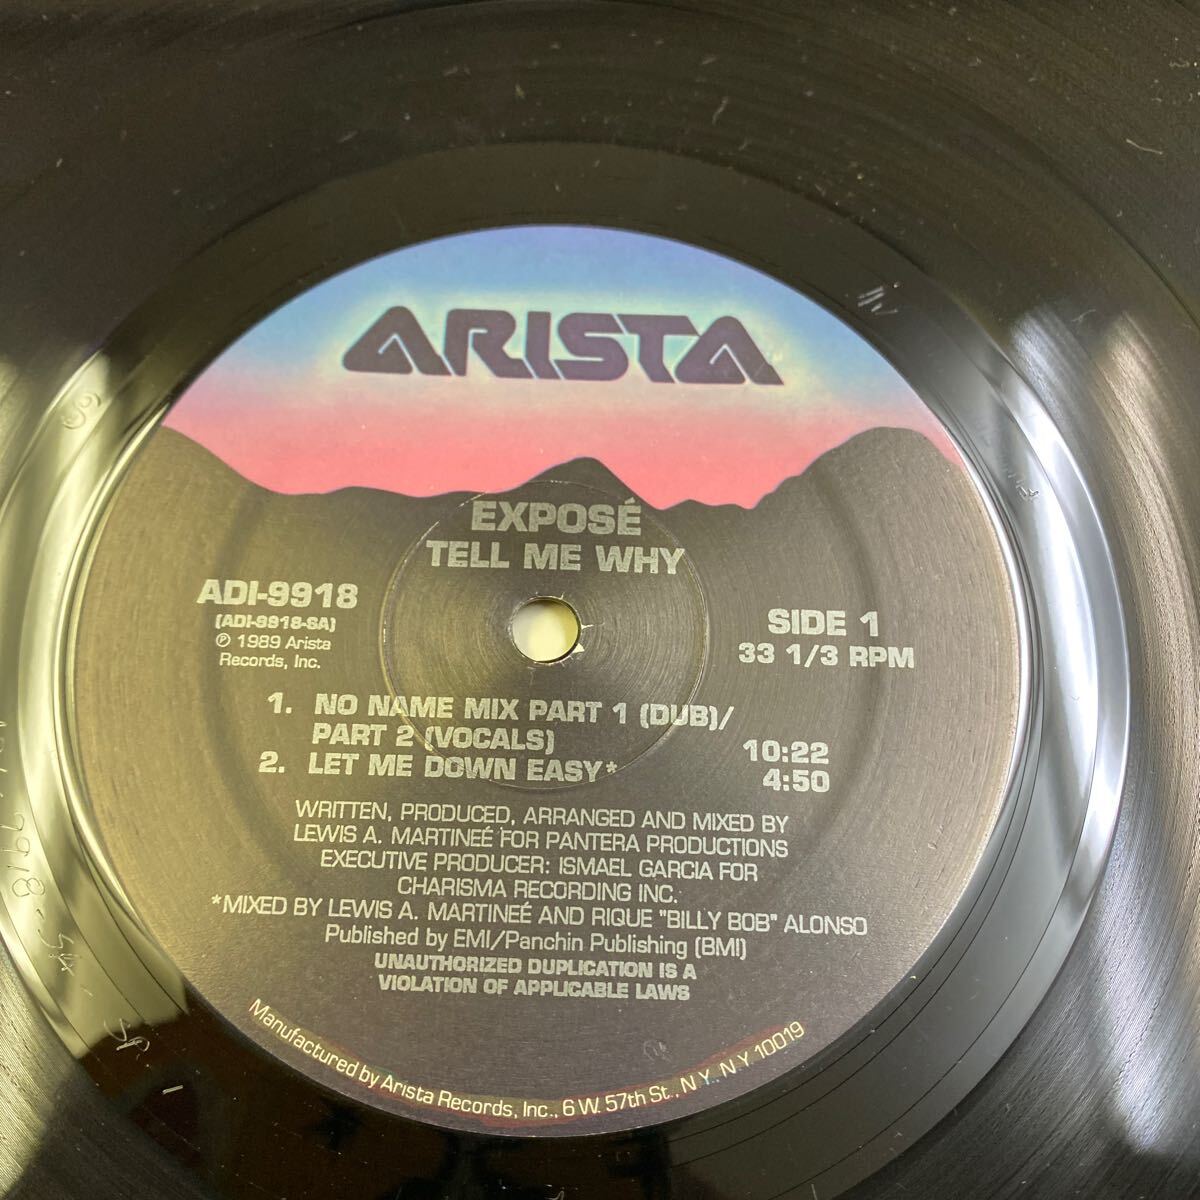 ARISTA
EXPOSÉ
TELL ME WHY
ADI-9918
(ADI-9918-SA)
Ⓟ 1989 Arista
Records, Inc.
SIDE 1
33 1/3 RPM
1. NO NAME MIX PART 1 (DUB)/
PART 2 (VOCALS) 10:22
2. LET ME DOWN EASY* 4:50
WRITTEN, PRODUCED, ARRANGED AND MIXED BY
LEWIS A. MARTINEÉ FOR PANTERA PRODUCTIONS
EXECUTIVE PRODUCER: ISMAEL GARCIA FOR
CHARISMA RECORDING INC.
*MIXED BY LEWIS A. MARTINEÉ AND RIQUE "BILLY BOB" ALONSO
Published by EMI/Panchin Publishing (BMI)
UNAUTHORIZED DUPLICATION IS A
VIOLATION OF APPLICABLE LAWS
Manufactured by Arista Records, Inc., 6 W. 57th St., N.Y., N.Y. 10019